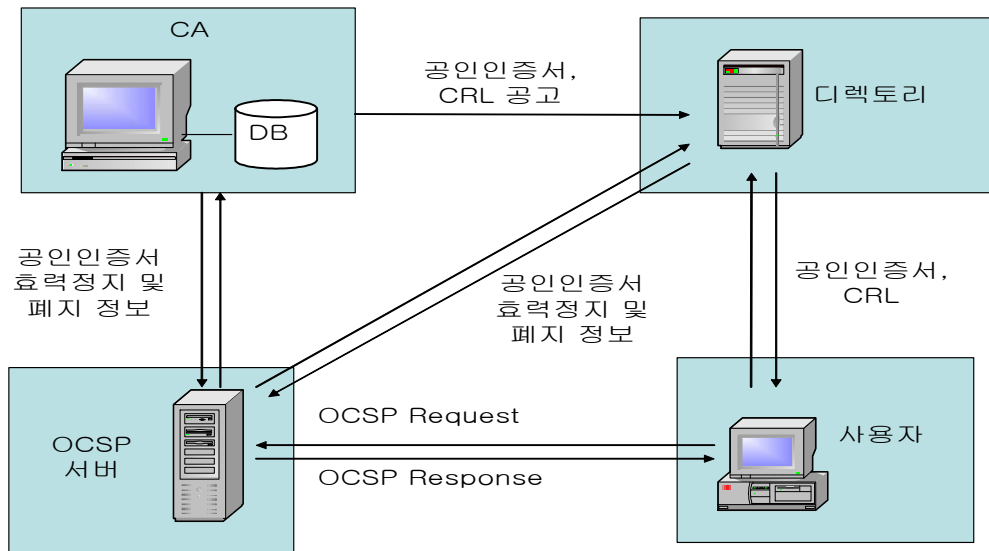 CA
DB
공인인증서,
CRL 공고
디렉토리
공인인증서
효력정지 및
폐지 정보
공인인증서
효력정지 및
폐지 정보
공인인증서,
CRL
OCSP
서버
OCSP Request
OCSP Response
사용자